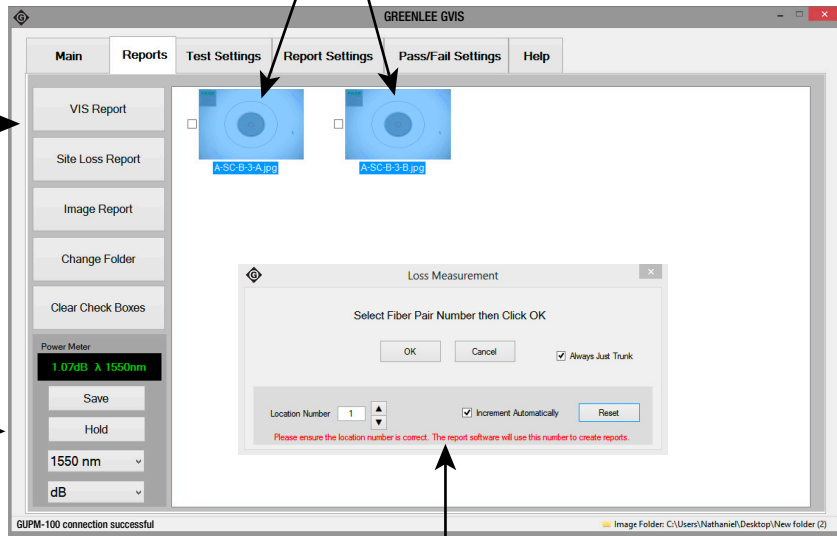 GREENLEE GVIS
Main Reports Test Settings Report Settings Pass/Fail Settings Help
VIS Report
Site Loss Report
Image Report
Change Folder
Clear Check Boxes
A-SC-B-3-A.jpg A-SC-B-3-B.jpg
Power Meter
1.07dB λ 1550nm
Save
Hold
1550 nm
dB
G Loss Measurement
Select Fiber Pair Number then Click OK
OK Cancel Always Just Trunk
Location Number 1 Increment Automatically Reset
Please ensure the location number is correct. The report software will use this number to create reports.
GUPM-100 connection successful Image Folder: C:\Users\Nathaniel\Desktop\New folder (2)